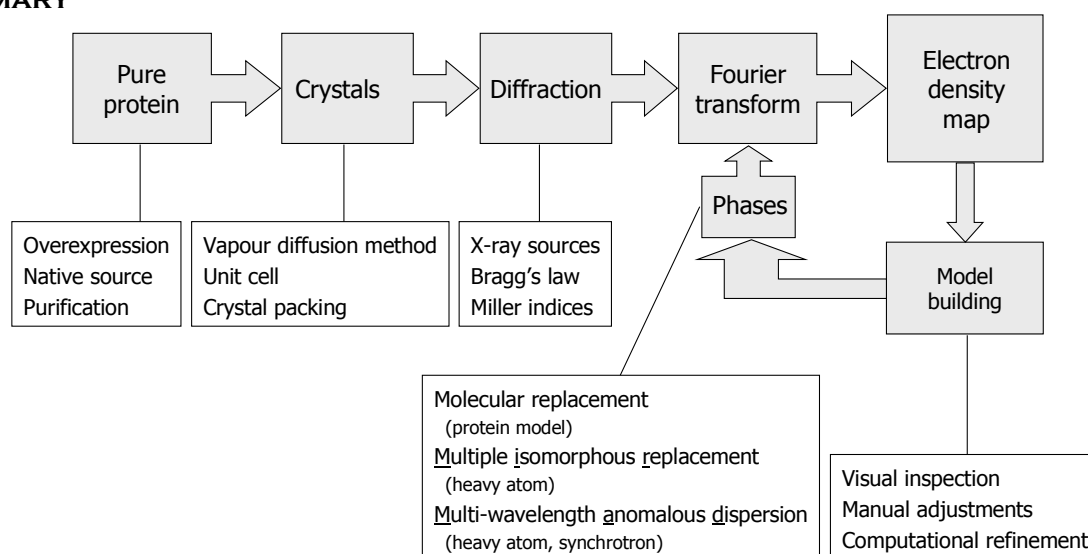 Pure
protein
Crystals
Diffraction
Fourier
transform
Electron
density
map
Phases
Model
building
Overexpression
Native source
Purification
Vapour diffusion method
Unit cell
Crystal packing
X-ray sources
Bragg's law
Miller indices
Molecular replacement
(protein model)
Multiple isomorphous replacement
(heavy atom)
Multi-wavelength anomalous dispersion
(heavy atom, synchrotron)
Visual inspection
Manual adjustments
Computational refinement